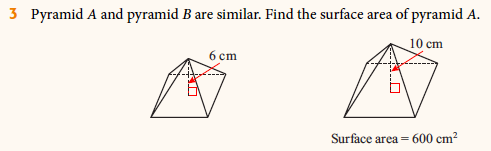 3 Pyramid A and pyramid B are similar. Find the surface area of pyramid A.
6 cm
10 cm
Surface area = 600 cm²